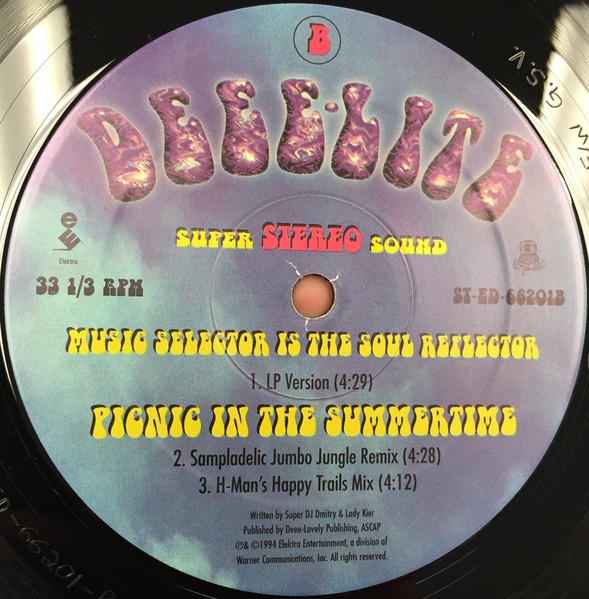 B
DEEE·LITE
SUPER STEREO SOUND
e
Elektra
33 1/3 RPM
ST-ED-66201B
MUSIC SELECTOR IS THE SOUL REFLECTOR
1. LP Version (4:29)
PICNIC IN THE SUMMERTIME
2. Sampladelic Jumbo Jungle Remix (4:28)
3. H-Man's Happy Trails Mix (4:12)
Written by Super DJ Dmitry & Lady Kier
Published by Deee-Lovely Publishing, ASCAP
℗& ©1994 Elektra Entertainment, a division of
Warner Communications, Inc. All rights reserved.
G.S.V.